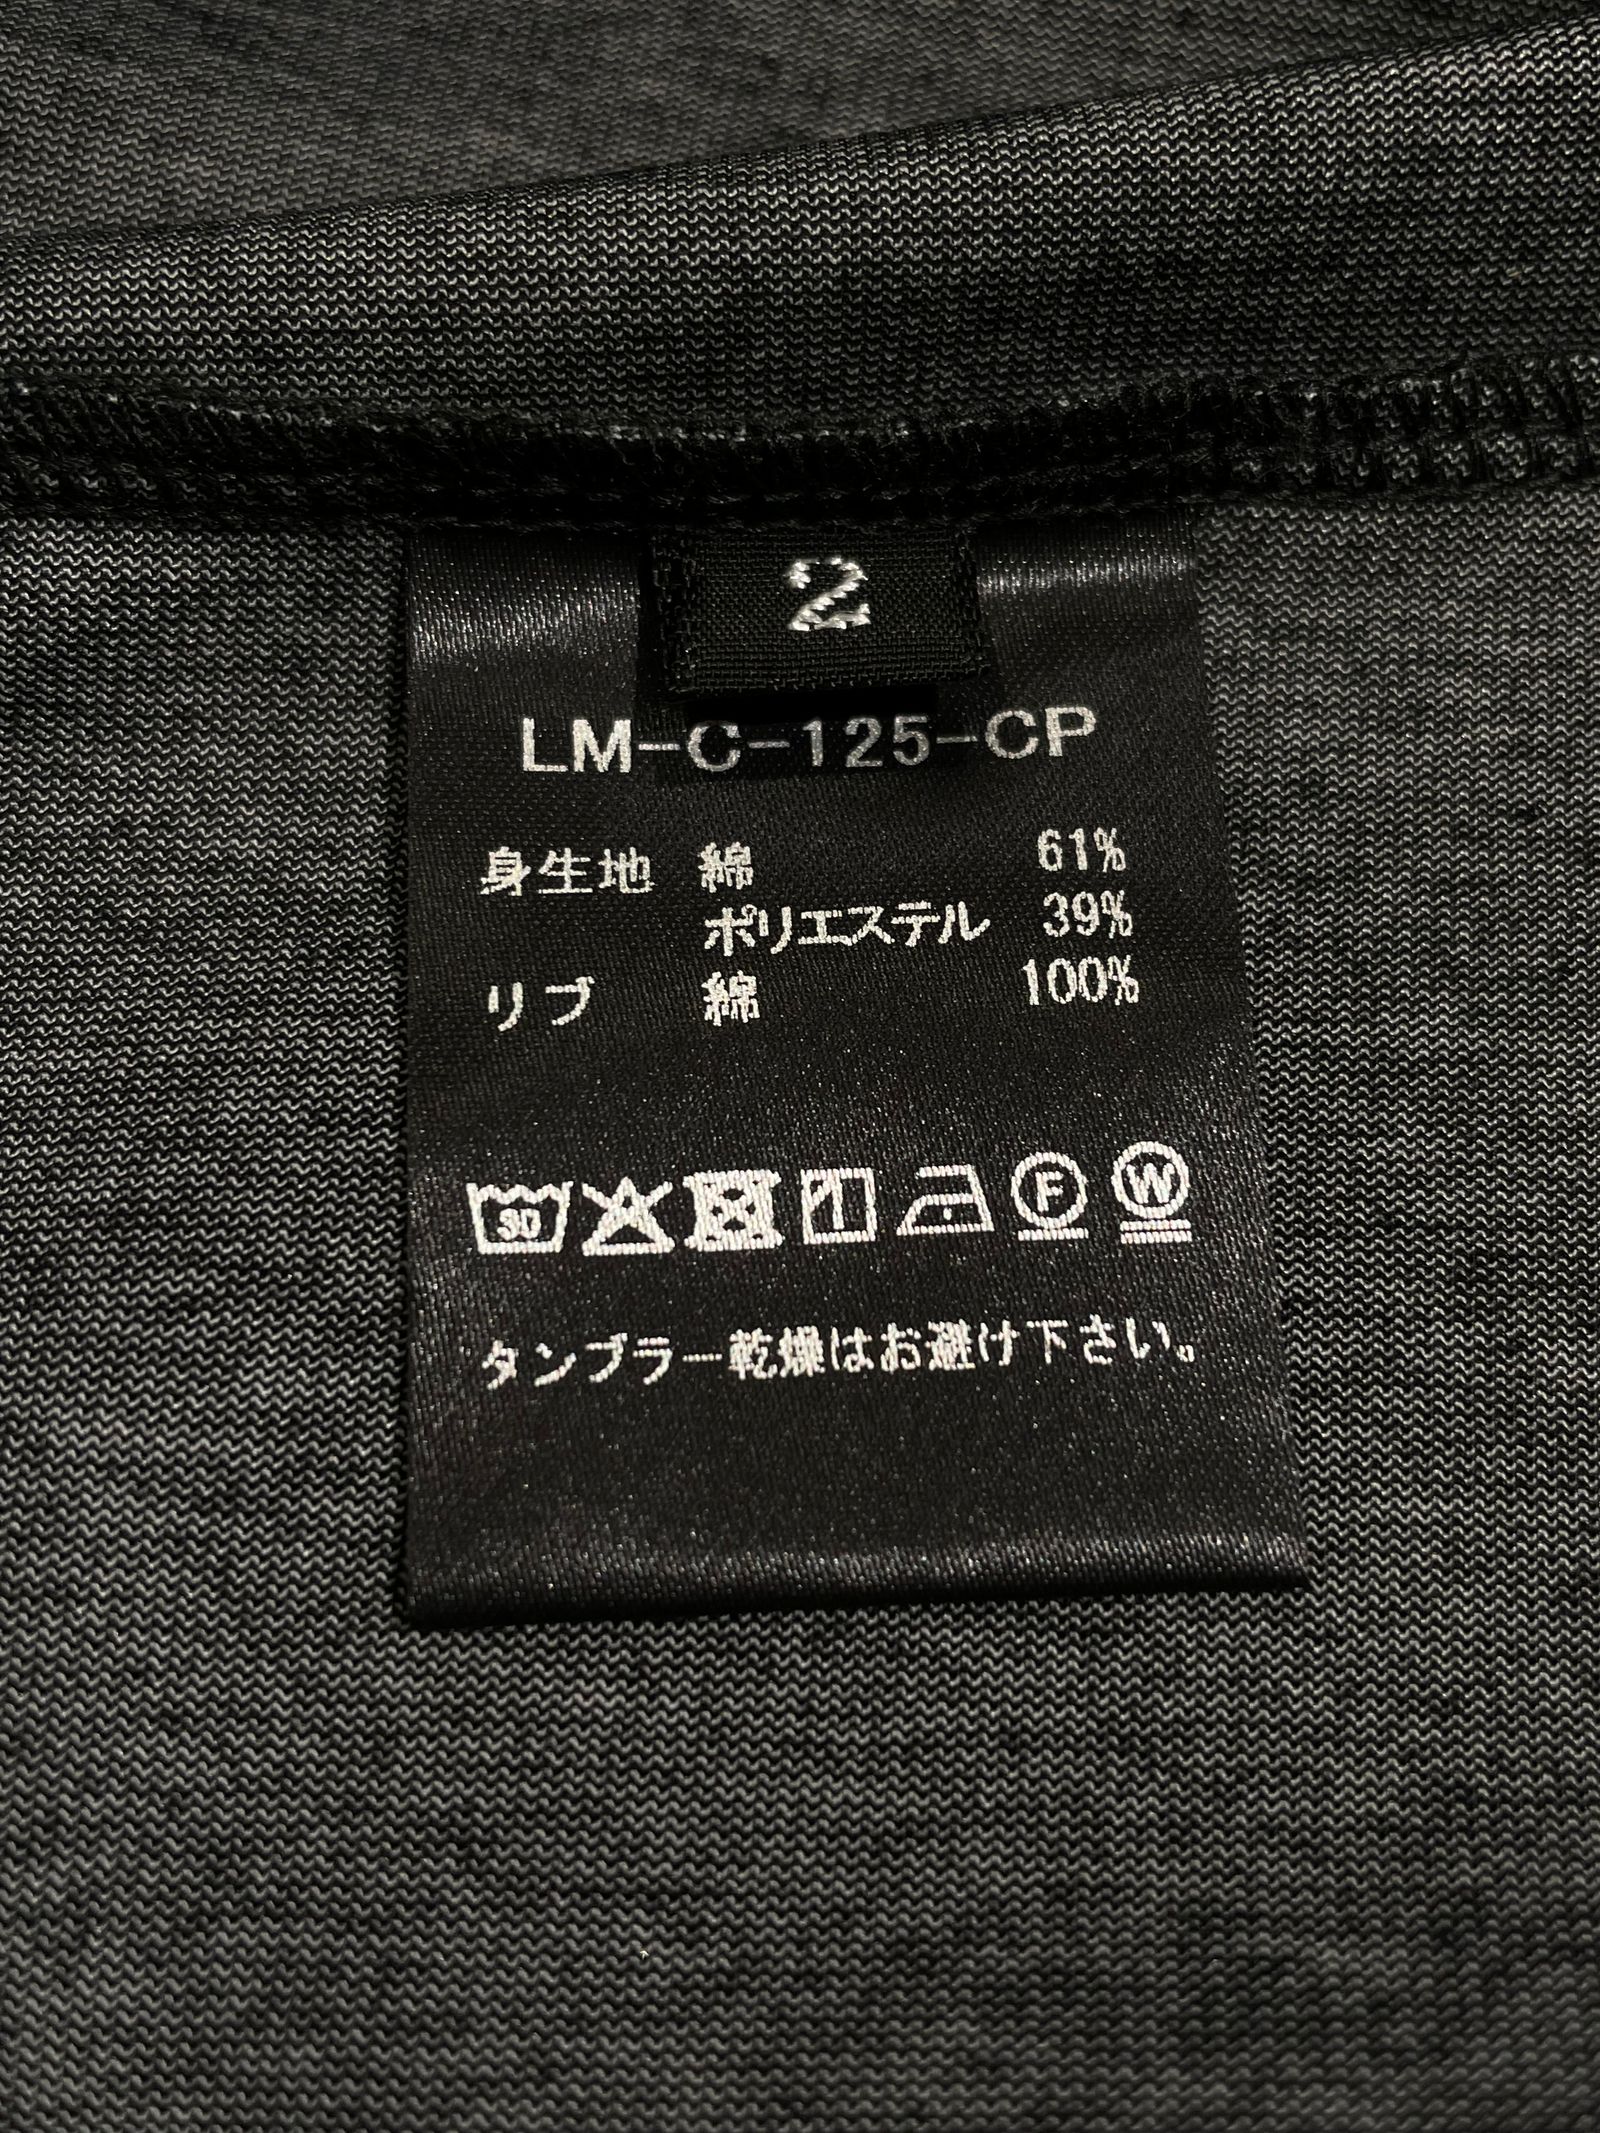 2
LM-C-125-CP
身生地 綿 61%
ポリエステル 39%
リブ 綿 100%
30 F W
タンブラー乾燥はお避け下さい。